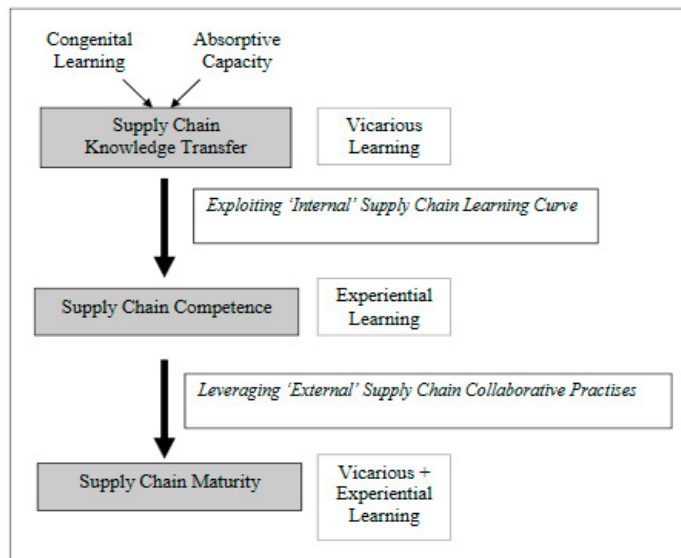 Congenital
Learning
Absorptive
Capacity
Supply Chain
Knowledge Transfer
Vicarious
Learning
Exploiting ‘Internal’ Supply Chain Learning Curve
Supply Chain Competence
Experiential
Learning
Leveraging ‘External’ Supply Chain Collaborative Practises
Supply Chain Maturity
Vicarious +
Experiential
Learning